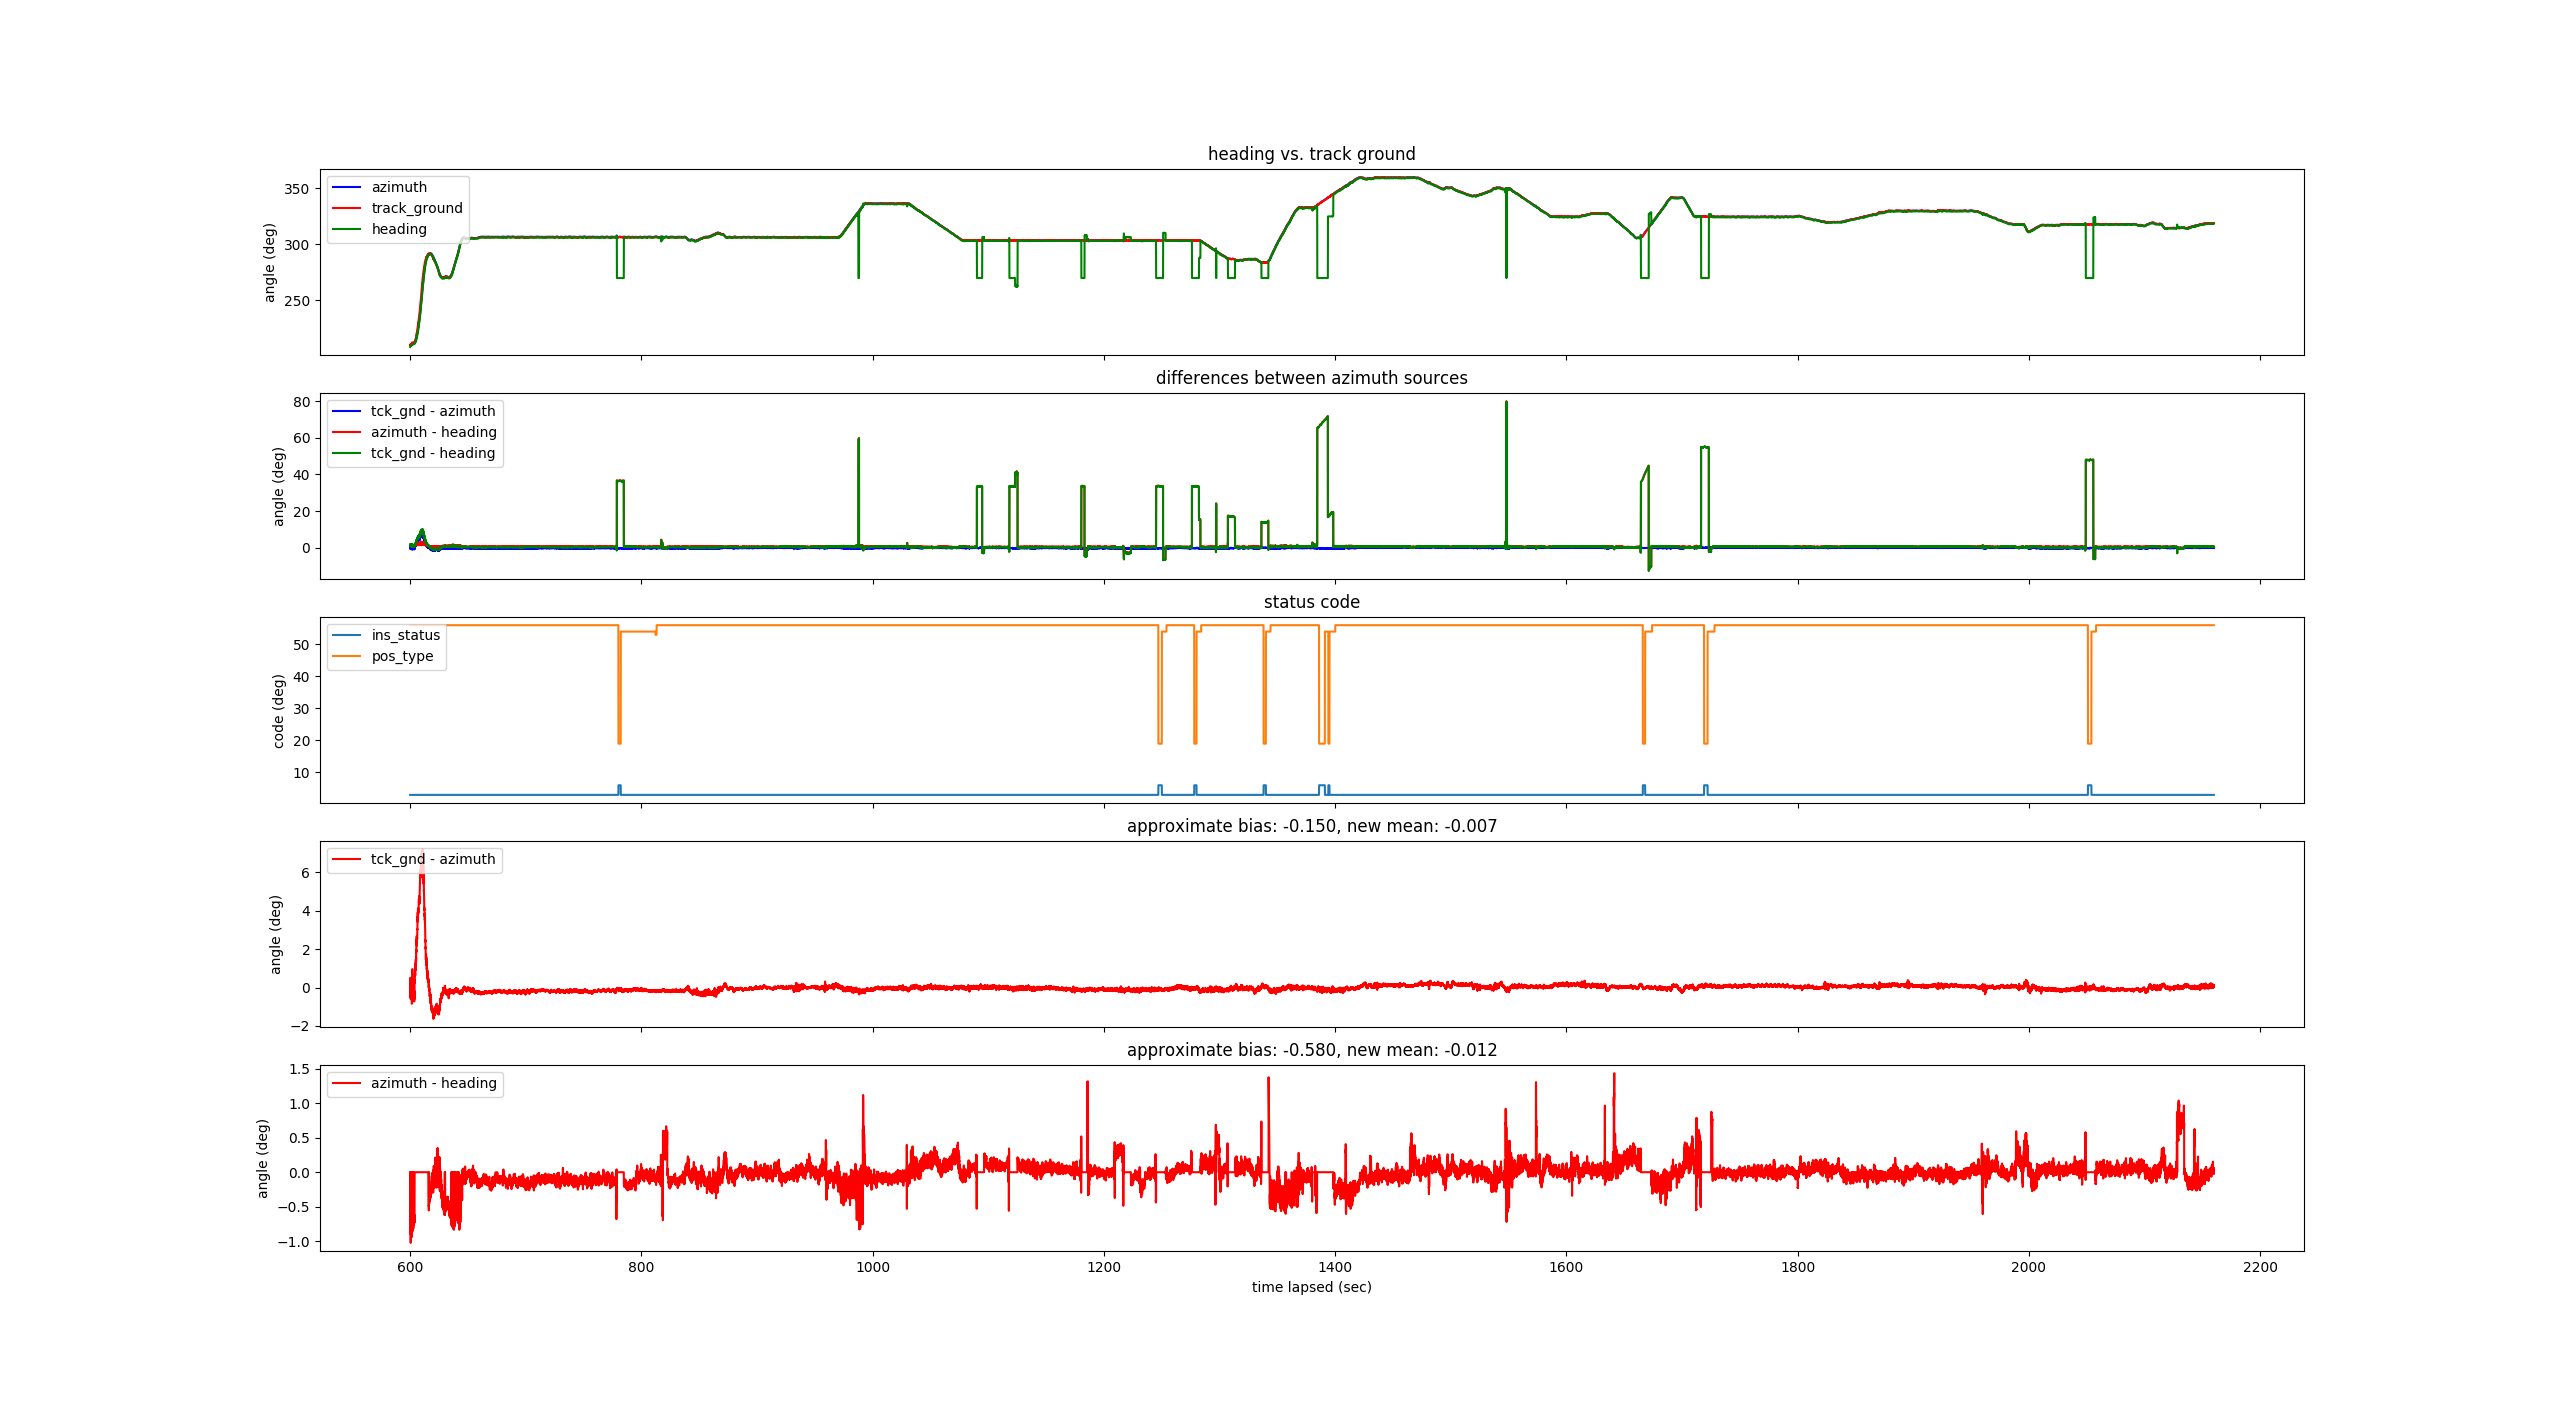 heading vs. track ground
azimuth
track_ground
heading
angle (deg)
350
300
250
differences between azimuth sources
tck_gnd - azimuth
azimuth - heading
tck_gnd - heading
angle (deg)
80
60
40
20
0
status code
ins_status
pos_type
code (deg)
50
40
30
20
10
approximate bias: -0.150, new mean: -0.007
tck_gnd - azimuth
angle (deg)
6
4
2
0
−2
approximate bias: -0.580, new mean: -0.012
azimuth - heading
angle (deg)
1.5
1.0
0.5
0.0
−0.5
−1.0
600 800 1000 1200 1400 1600 1800 2000 2200
time lapsed (sec)